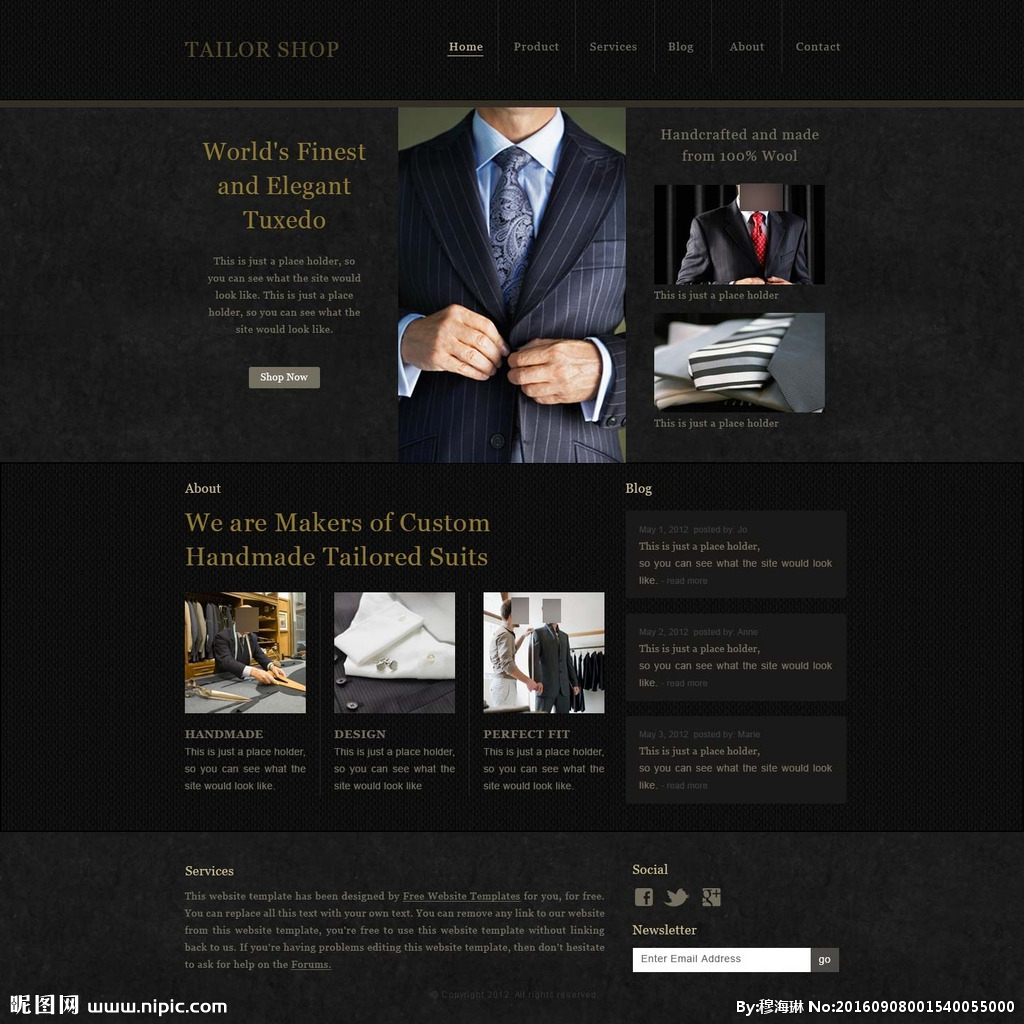 TAILOR SHOP
Home
Product
Services
Blog
About
Contact
World's Finest
and Elegant
Tuxedo
This is just a place holder, so
you can see what the site would
look like. This is just a place
holder, so you can see what the
site would look like.
Shop Now
Handcrafted and made
from 100% Wool
This is just a place holder
This is just a place holder
About
We are Makers of Custom
Handmade Tailored Suits
HANDMADE
This is just a place holder,
so you can see what the
site would look like.
DESIGN
This is just a place holder,
so you can see what the
site would look like
PERFECT FIT
This is just a place holder,
so you can see what the
site would look like.
Blog
May 1, 2012 posted by: Jo
This is just a place holder,
so you can see what the site would look
like. - read more
May 2, 2012 posted by: Anne
This is just a place holder,
so you can see what the site would look
like. - read more
May 3, 2012 posted by: Marie
This is just a place holder,
so you can see what the site would look
like. - read more
Services
This website template has been designed by Free Website Templates for you, for free.
You can replace all this text with your own text. You can remove any link to our website
from this website template, you're free to use this website template without linking
back to us. If you're having problems editing this website template, then don't hesitate
to ask for help on the Forums.
Social
Newsletter
Enter Email Address
go
© Copyright 2012. All rights reserved.
昵图网 www.nipic.com
By:穆海琳 No:20160908001540055000